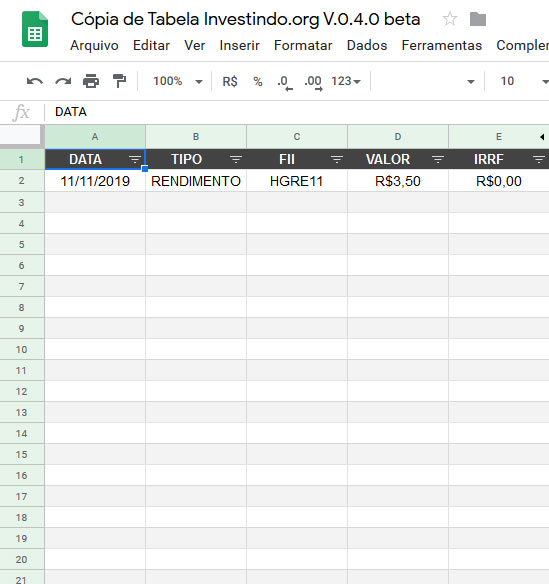 Cópia de Tabela Investindo.org V.0.4.0 beta
Arquivo Editar Ver Inserir Formatar Dados Ferramentas Complem
100% R$ % .0 .00 123 10
fx DATA
A B C D E
1 DATA TIPO FII VALOR IRRF
2 11/11/2019 RENDIMENTO HGRE11 R$3,50 R$0,00
3
4
5
6
7
8
9
10
11
12
13
14
15
16
17
18
19
20
21